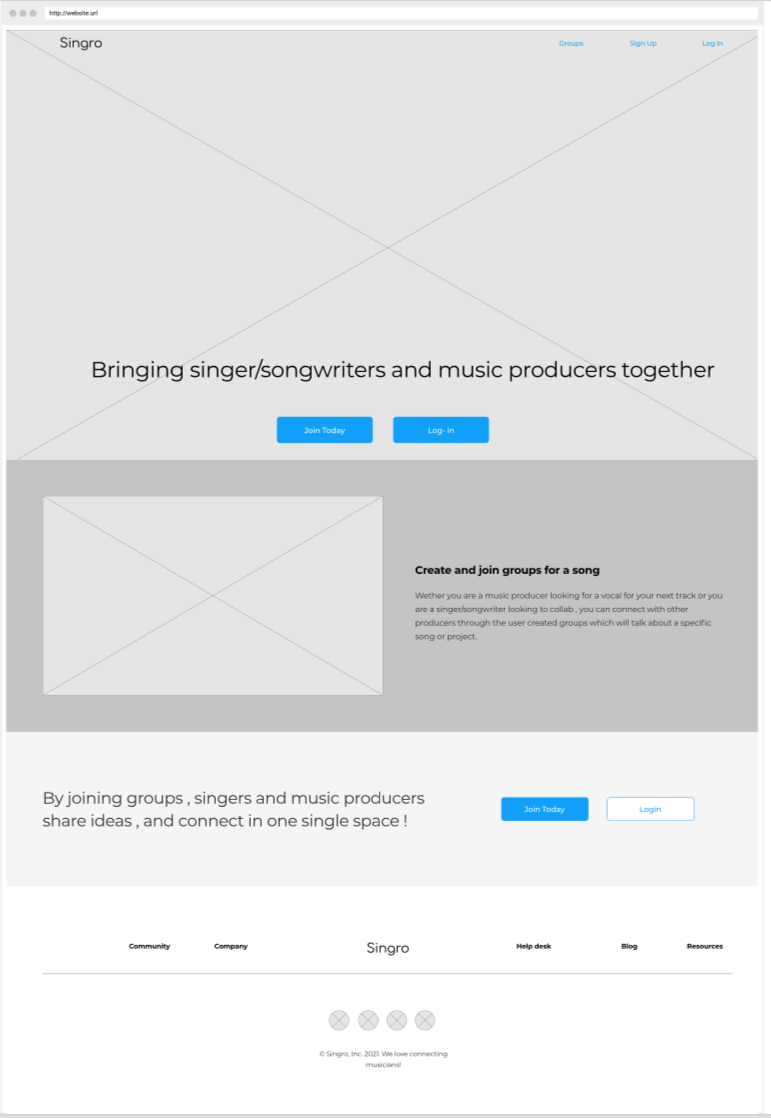 http://website.url
Singro
Groups
Sign Up
Log In
Bringing singer/songwriters and music producers together
Join Today
Log- in
Create and join groups for a song
Wether you are a music producer looking for a vocal for your next track or you
are a singer/songwriter looking to collab , you can connect with other
producers through the user created groups which will talk about a specific
song or project.
By joining groups , singers and music producers
share ideas , and connect in one single space !
Join Today
Login
Community
Company
Singro
Help desk
Blog
Resources
© Singro, Inc. 2021. We love connecting
musicians!